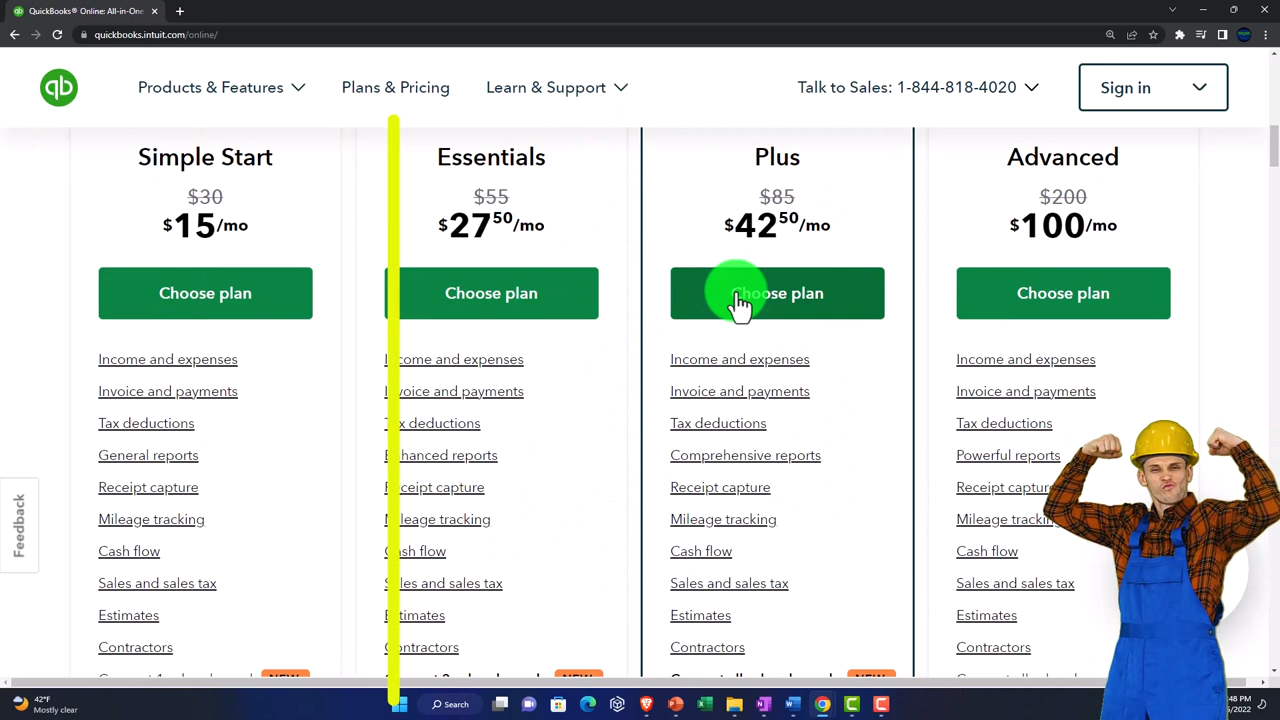 QuickBooks® Online: All-in-One
quickbooks.intuit.com/online/
qb
Products & Features
Plans & Pricing
Learn & Support
Talk to Sales: 1-844-818-4020
Sign in
Simple Start
Essentials
Plus
Advanced
$30
$55
$85
$200
$15/mo
$27 50/mo
$42 50/mo
$100/mo
Choose plan
Choose plan
Choose plan
Choose plan
Income and expenses
Invoice and payments
Tax deductions
General reports
Receipt capture
Mileage tracking
Cash flow
Sales and sales tax
Estimates
Contractors
NEW
Income and expenses
Invoice and payments
Tax deductions
Enhanced reports
Receipt capture
Mileage tracking
Cash flow
Sales and sales tax
Estimates
Contractors
NEW
Income and expenses
Invoice and payments
Tax deductions
Comprehensive reports
Receipt capture
Mileage tracking
Cash flow
Sales and sales tax
Estimates
Contractors
NEW
Income and expenses
Invoice and payments
Tax deductions
Powerful reports
Receipt capture
Mileage tracking
Cash flow
Sales and sales tax
Estimates
Contractors
Feedback
42°F
Mostly clear
Search